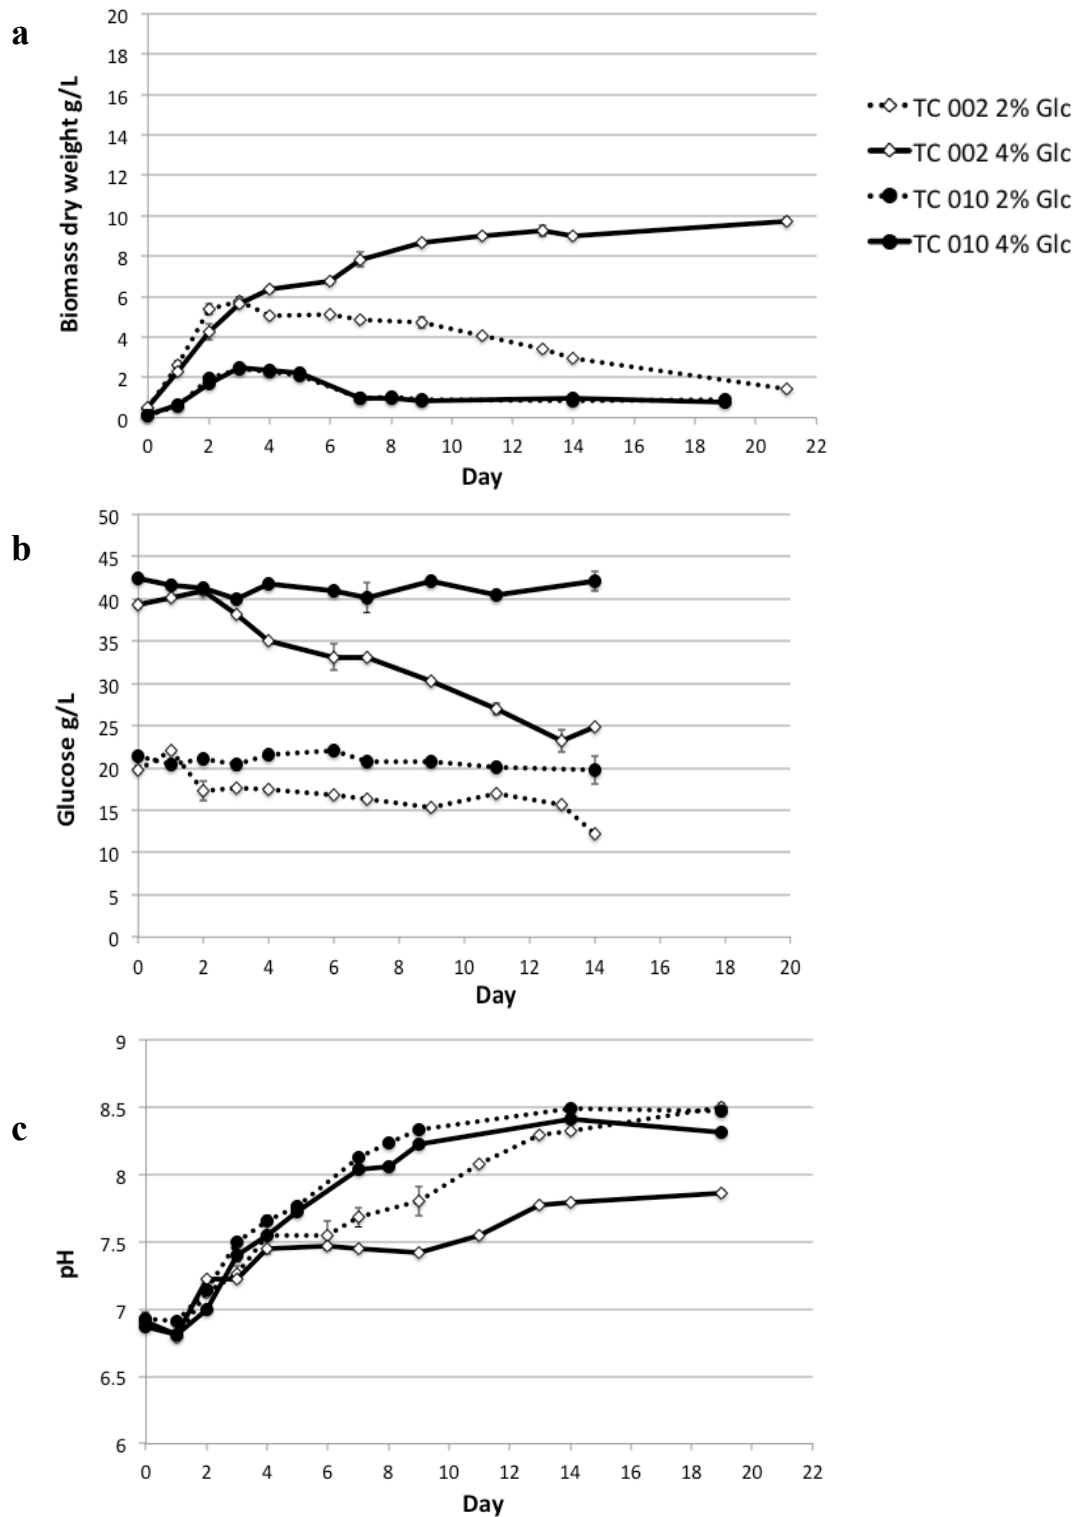 a
20
18
16
14
12
10
8
6
4
2
0
Biomass dry weight g/L
0 2 4 6 8 10 12 14 16 18 20 22
Day
TC 002 2% Glc
TC 002 4% Glc
TC 010 2% Glc
TC 010 4% Glc
b
50
45
40
35
30
25
20
15
10
5
0
Glucose g/L
0 2 4 6 8 10 12 14 16 18 20
Day
c
9
8.5
8
7.5
7
6.5
6
pH
0 2 4 6 8 10 12 14 16 18 20 22
Day